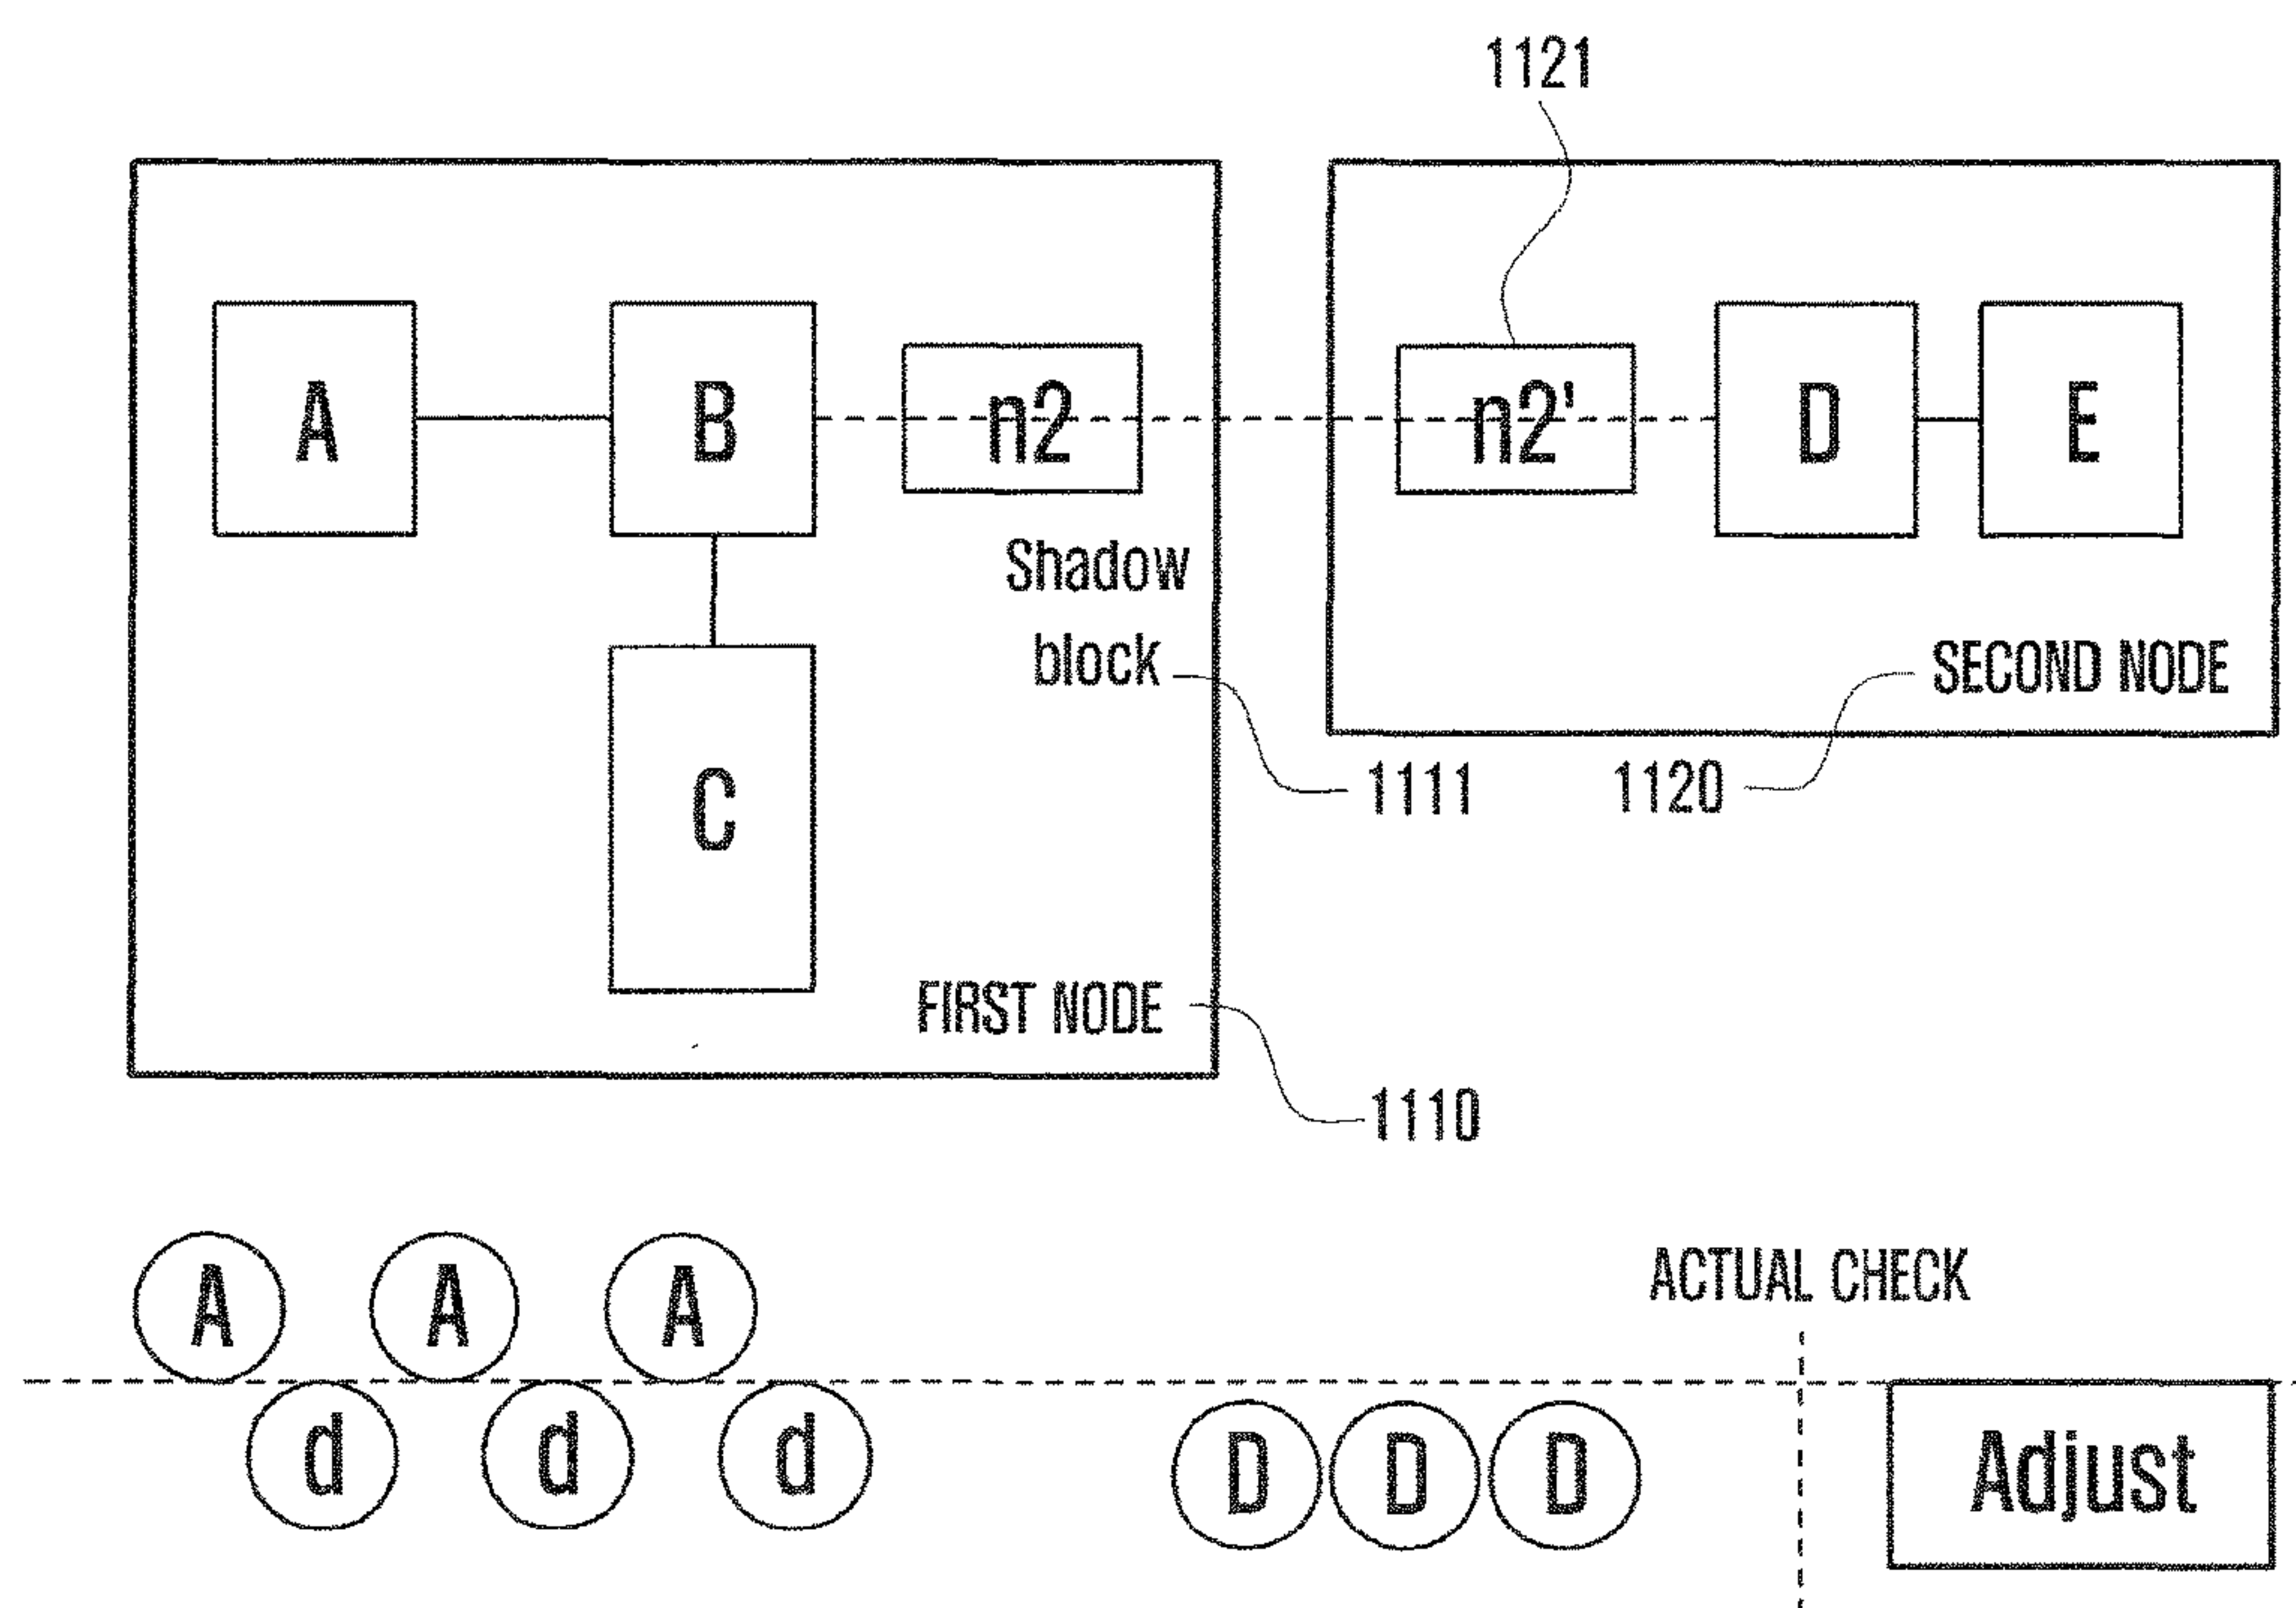 1121
A
B
n2
n2'
D
E
Shadow
block
SECOND NODE
1111
1120
C
FIRST NODE
1110
A A A
ACTUAL CHECK
d d d
D D D
Adjust